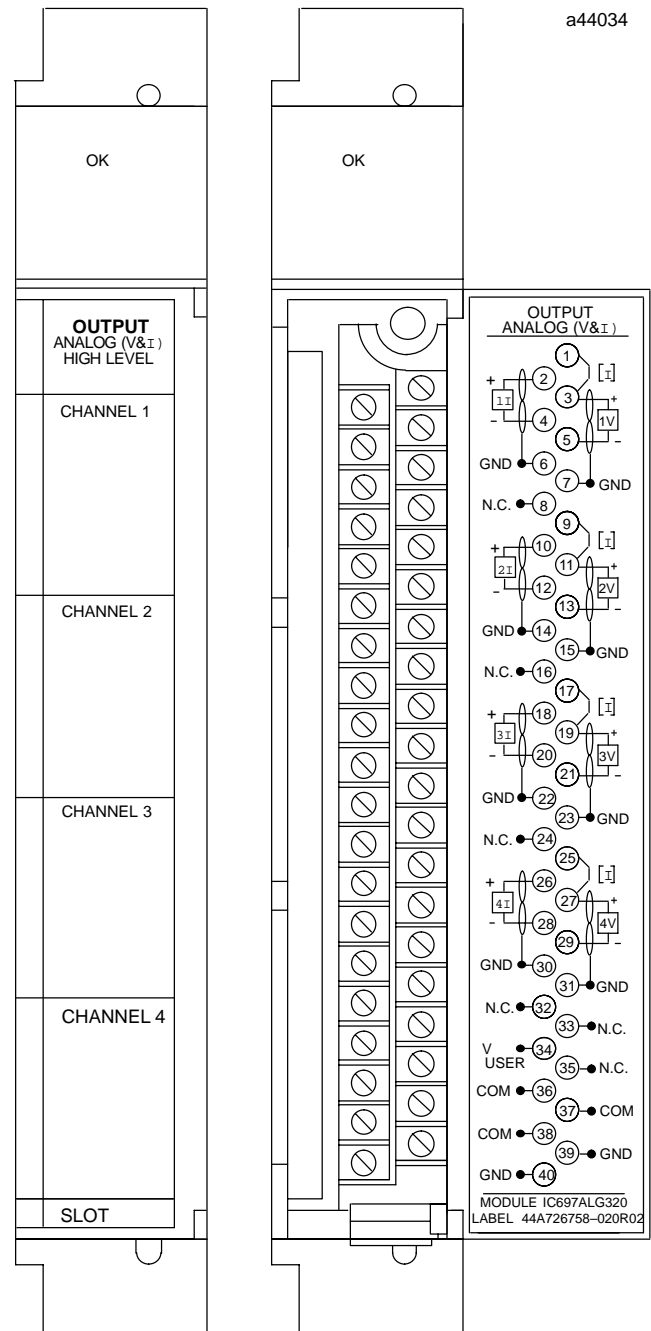 a44034
OK
OK
OUTPUT
ANALOG (V&I)
HIGH LEVEL
CHANNEL 1
CHANNEL 2
CHANNEL 3
CHANNEL 4
SLOT
OUTPUT
ANALOG (V&I)
1
[I]
+ 2
1I
3 +
1V
- 4
5 -
GND 6
7 GND
N.C. 8
9
[I]
+ 10
2I
11 +
2V
- 12
13 -
GND 14
15 GND
N.C. 16
17
[I]
+ 18
3I
19 +
3V
- 20
21 -
GND 22
23 GND
N.C. 24
25
[I]
+ 26
4I
27 +
4V
- 28
29 -
GND 30
31 GND
N.C. 32
33 N.C.
V USER 34
35 N.C.
COM 36
37 COM
COM 38
39 GND
GND 40
MODULE IC697ALG320
LABEL 44A726758–020R02